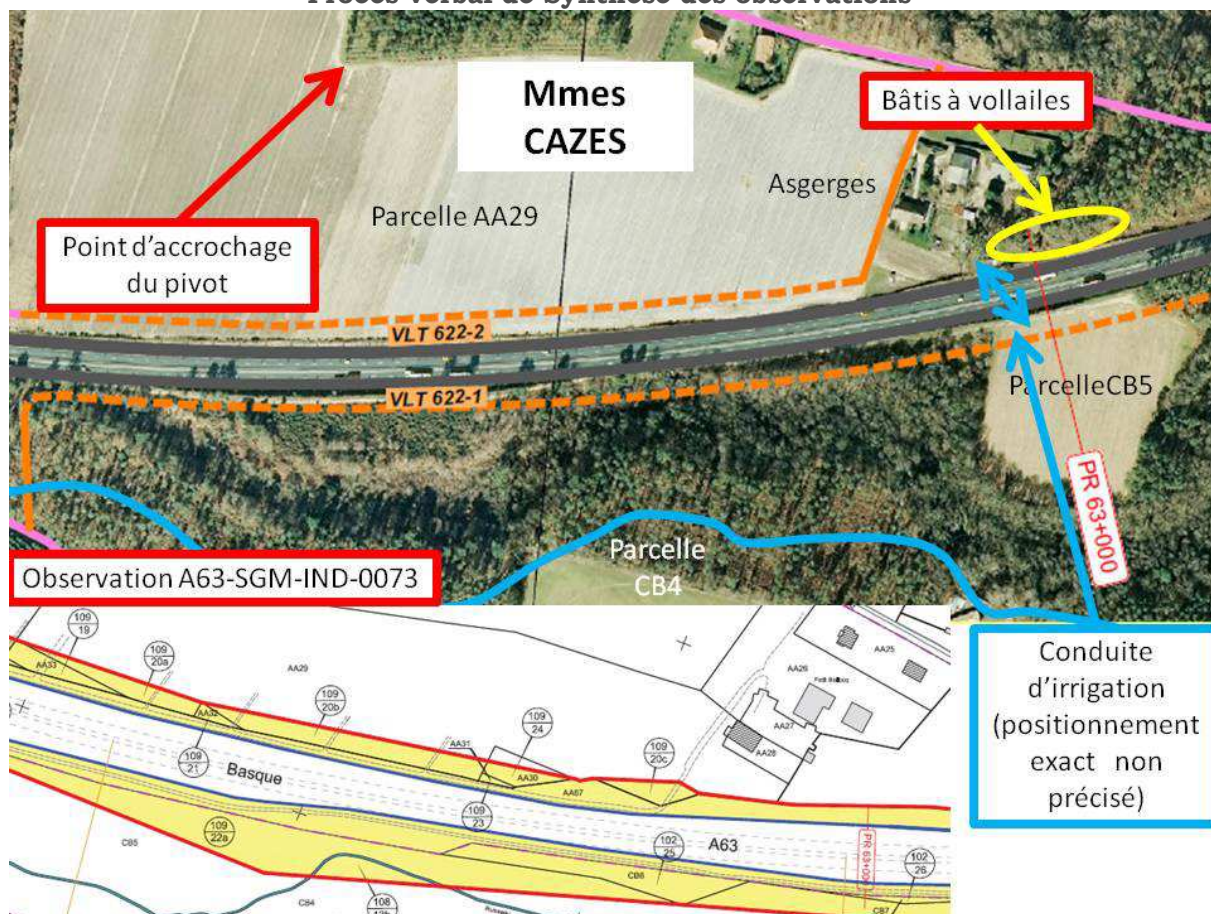 Procès verbal de Synthèse des observations
Mmes
CAZES
Bâtis à vollailes
Asgerges
Parcelle AA29
Point d'accrochage
du pivot
VLT 622-2
VLT 622-1
ParcelleCB5
PR 63+000
Parcelle
CB4
Observation A63-SGM-IND-0073
Conduite
d'irrigation
(positionnement
exact non
précisé)
109
19
AA33
109
20a
AA29
109
20b
AA32
109
21
Basque
AA31
109
24
AA30
109
23
AA67
109
20c
AA25
AA26
Petit
AA27
AA28
109
22a
CB5
CB4
108
102
25
CB6
A63
PR 63+00
102
26
CB7